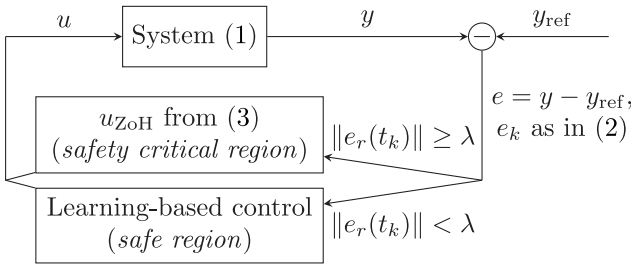 u
System (1)
y
−
y_ref
e = y − y_ref,
e_k as in (2)
u_ZoH from (3)
(safety critical region)
‖e_r(t_k)‖ ≥ λ
Learning-based control
(safe region)
‖e_r(t_k)‖ < λ